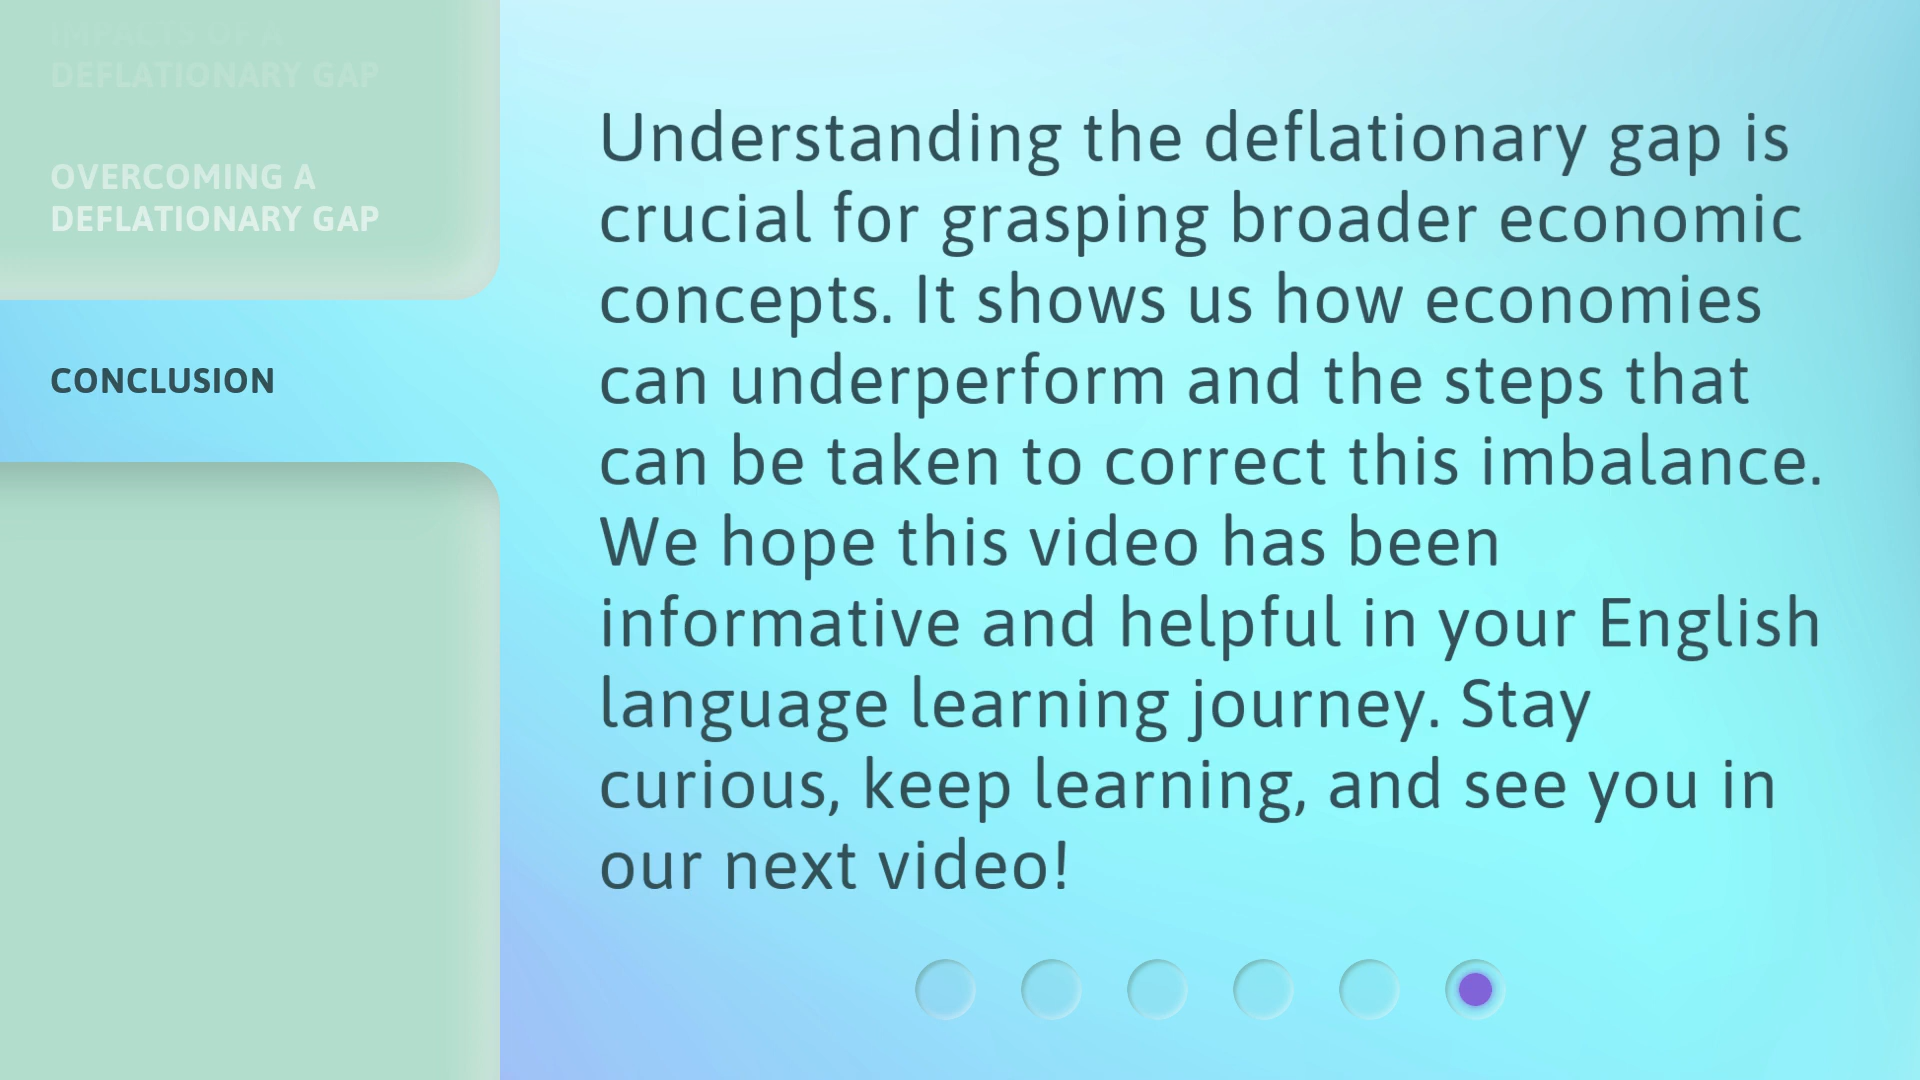 IMPACTS OF A
DEFLATIONARY GAP
OVERCOMING A
DEFLATIONARY GAP
CONCLUSION
Understanding the deflationary gap is
crucial for grasping broader economic
concepts. It shows us how economies
can underperform and the steps that
can be taken to correct this imbalance.
We hope this video has been
informative and helpful in your English
language learning journey. Stay
curious, keep learning, and see you in
our next video!